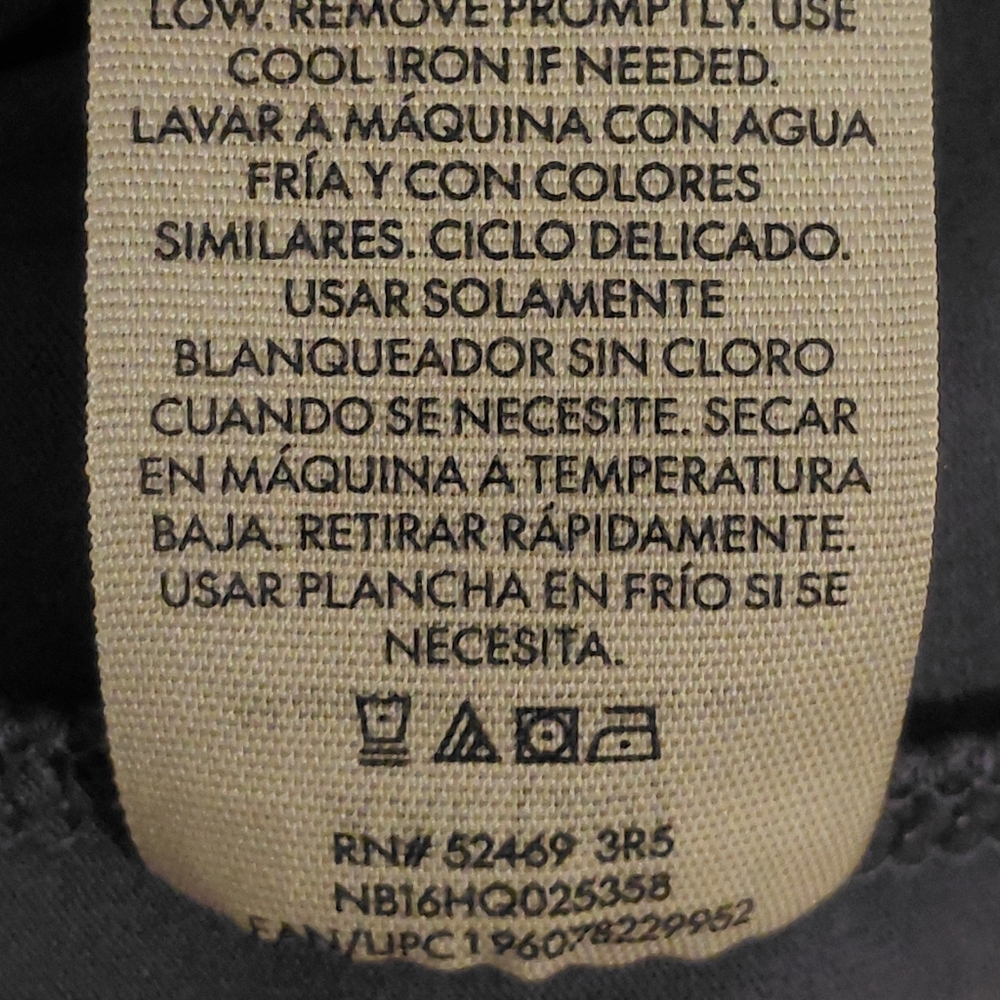 LOW. REMOVE PROMPTLY. USE
COOL IRON IF NEEDED.
LAVAR A MÁQUINA CON AGUA
FRÍA Y CON COLORES
SIMILARES. CICLO DELICADO.
USAR SOLAMENTE
BLANQUEADOR SIN CLORO
CUANDO SE NECESITE. SECAR
EN MÁQUINA A TEMPERATURA
BAJA. RETIRAR RÁPIDAMENTE.
USAR PLANCHA EN FRÍO SI SE
NECESITA.
RN# 52469 3R5
NB16HQ025358
EAN/UPC 196078229952